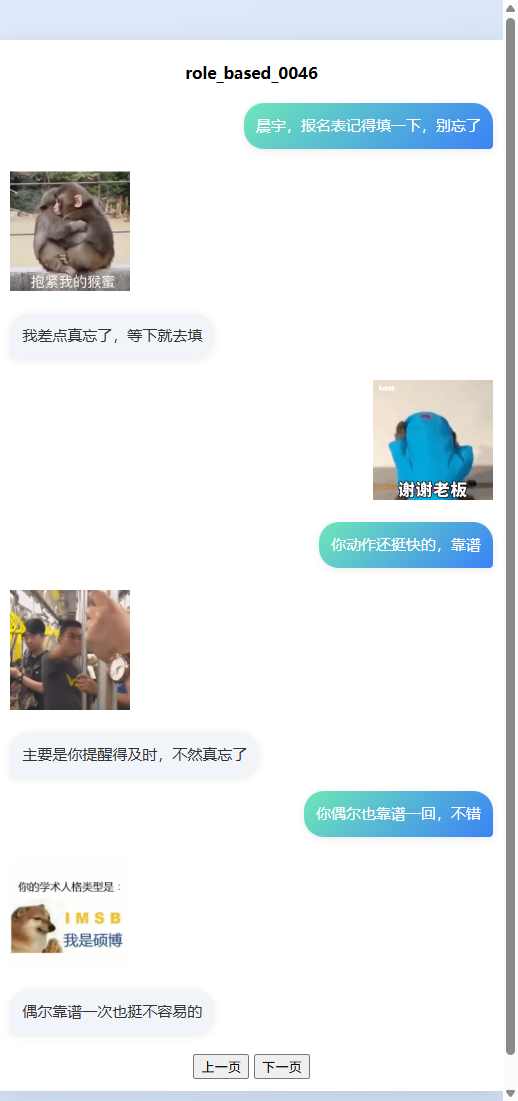 role_based_0046
晨宇，报名表记得填一下，别忘了
抱紧我的猴蜜
我差点真忘了，等下就去填
谢谢老板
你动作还挺快的，靠谱
主要是你提醒得及时，不然真忘了
你偶尔也靠谱一回，不错
你的学术人格类型是：
IMSB
我是硕博
偶尔靠谱一次也挺不容易的
上一页 下一页